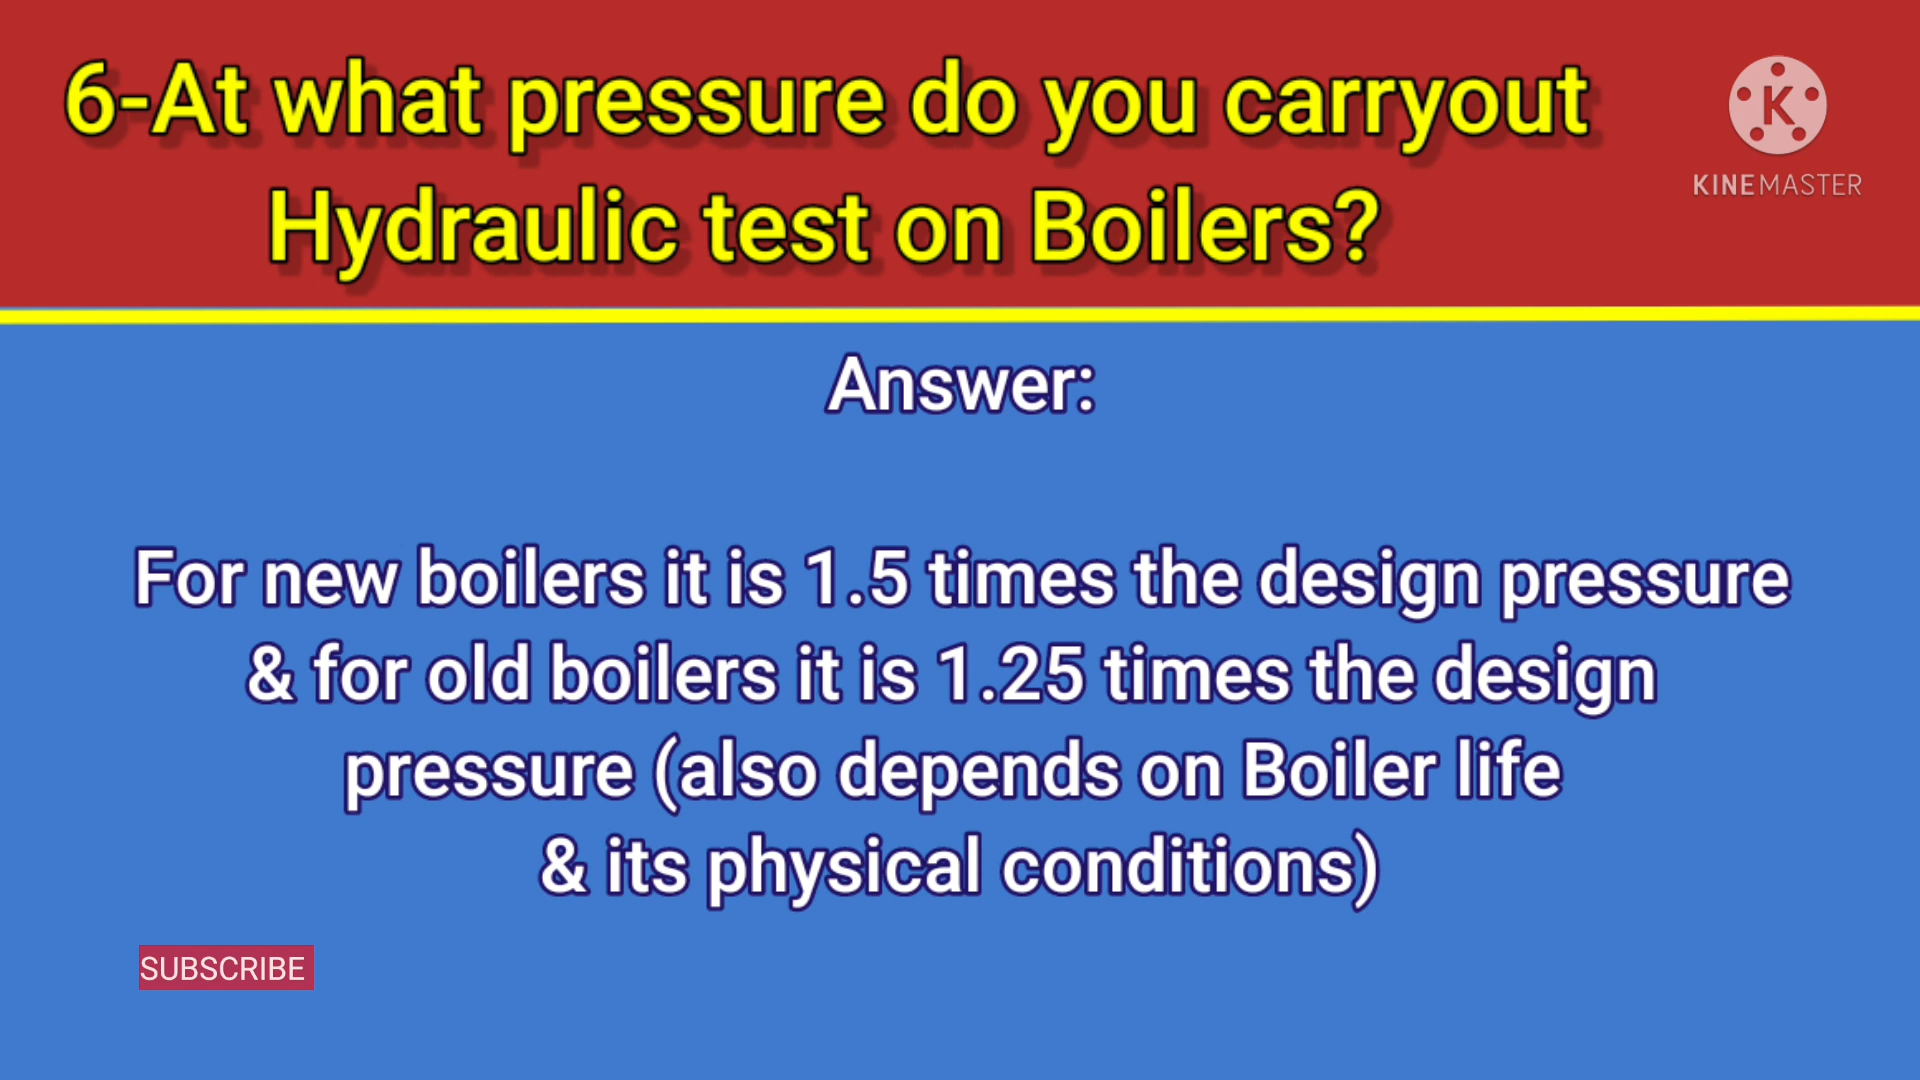 6-At what pressure do you carryout
Hydraulic test on Boilers?
K
KINEMASTER
Answer:
For new boilers it is 1.5 times the design pressure
& for old boilers it is 1.25 times the design
pressure (also depends on Boiler life
& its physical conditions)
SUBSCRIBE